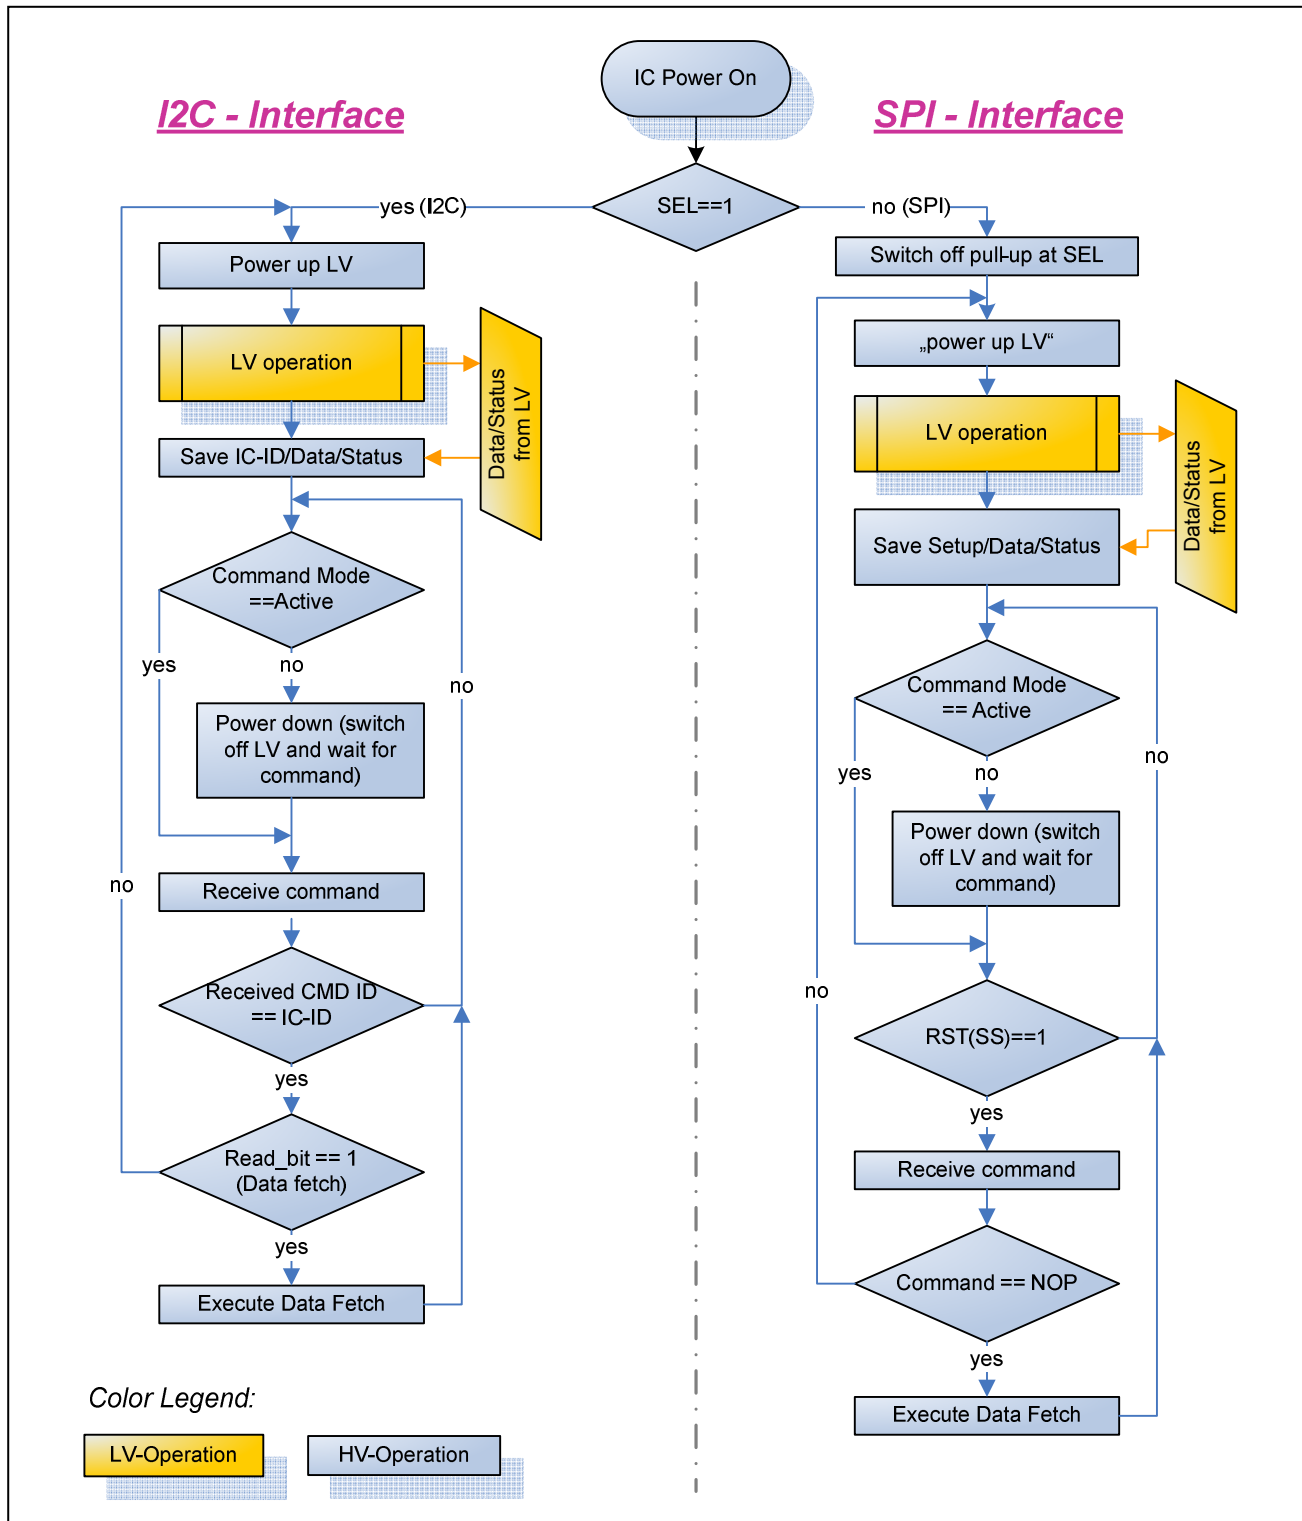 IC Power On
I2C - Interface
SPI - Interface
SEL==1
yes (I2C)
no (SPI)
Power up LV
LV operation
Data/Status
from LV
Save IC-ID/Data/Status
Command Mode
==Active
yes
no
no
Power down (switch
off LV and wait for
command)
no
Receive command
Received CMD ID
== IC-ID
yes
Read_bit == 1
(Data fetch)
yes
Execute Data Fetch
Switch off pull-up at SEL
„power up LV“
LV operation
Data/Status
from LV
Save Setup/Data/Status
Command Mode
== Active
yes
no
no
Power down (switch
off LV and wait for
command)
no
RST(SS)==1
yes
Receive command
Command == NOP
yes
Execute Data Fetch
Color Legend:
LV-Operation
HV-Operation